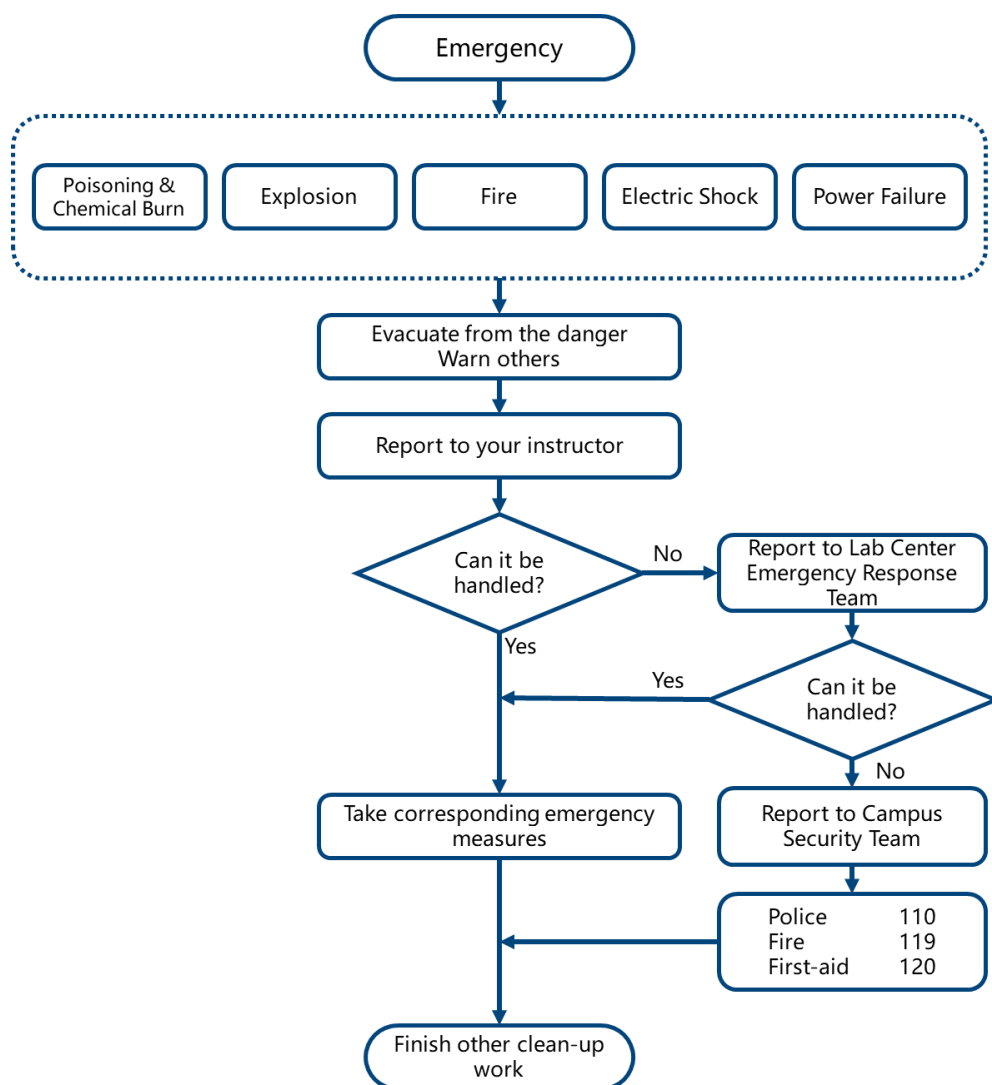 Emergency
Poisoning &
Chemical Burn
Explosion
Fire
Electric Shock
Power Failure
Evacuate from the danger
Warn others
Report to your instructor
Can it be
handled?
No
Report to Lab Center
Emergency Response
Team
Yes
Yes
Can it be
handled?
No
Take corresponding emergency
measures
Report to Campus
Security Team
Police 110
Fire 119
First-aid 120
Finish other clean-up
work